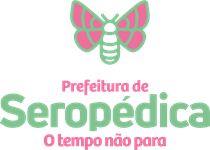 Prefeitura de
Seropédica
O tempo não para